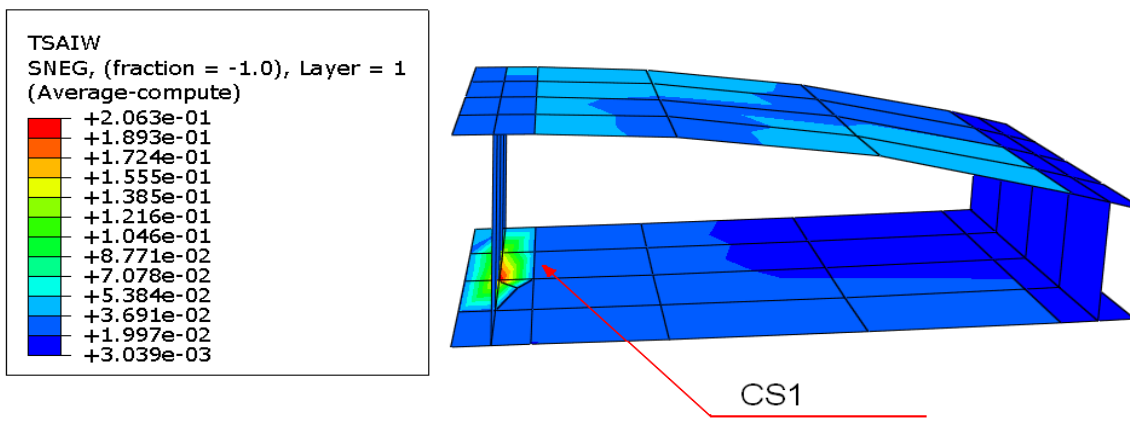 TSAIW
SNEG, (fraction = -1.0), Layer = 1
(Average-compute)
+2.063e-01
+1.893e-01
+1.724e-01
+1.555e-01
+1.385e-01
+1.216e-01
+1.046e-01
+8.771e-02
+7.078e-02
+5.384e-02
+3.691e-02
+1.997e-02
+3.039e-03
CS1